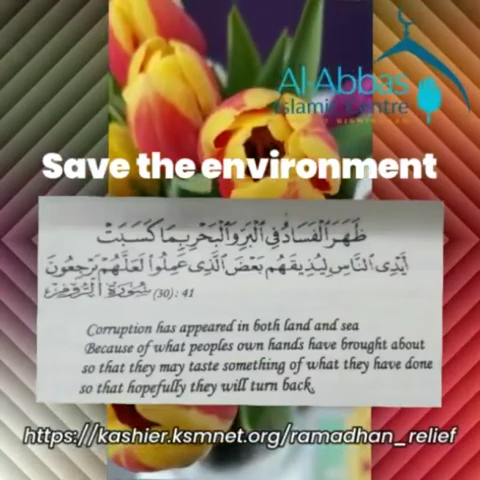 Al-Abbas
Islamic Centre
Save the environment
ظَهَرَ الْفَسَادُ فِي الْبَرِّ وَالْبَحْرِ بِمَا كَسَبَتْ
أَيْدِي النَّاسِ لِيُذِيقَهُم بَعْضَ الَّذِي عَمِلُوا لَعَلَّهُمْ يَرْجِعُونَ
سُورَةُ الرُّومِ (30): 41
Corruption has appeared in both land and sea
Because of what peoples own hands have brought about
so that they may taste something of what they have done
so that hopefully they will turn back.
https://kashier.ksmnet.org/ramadhan_relief